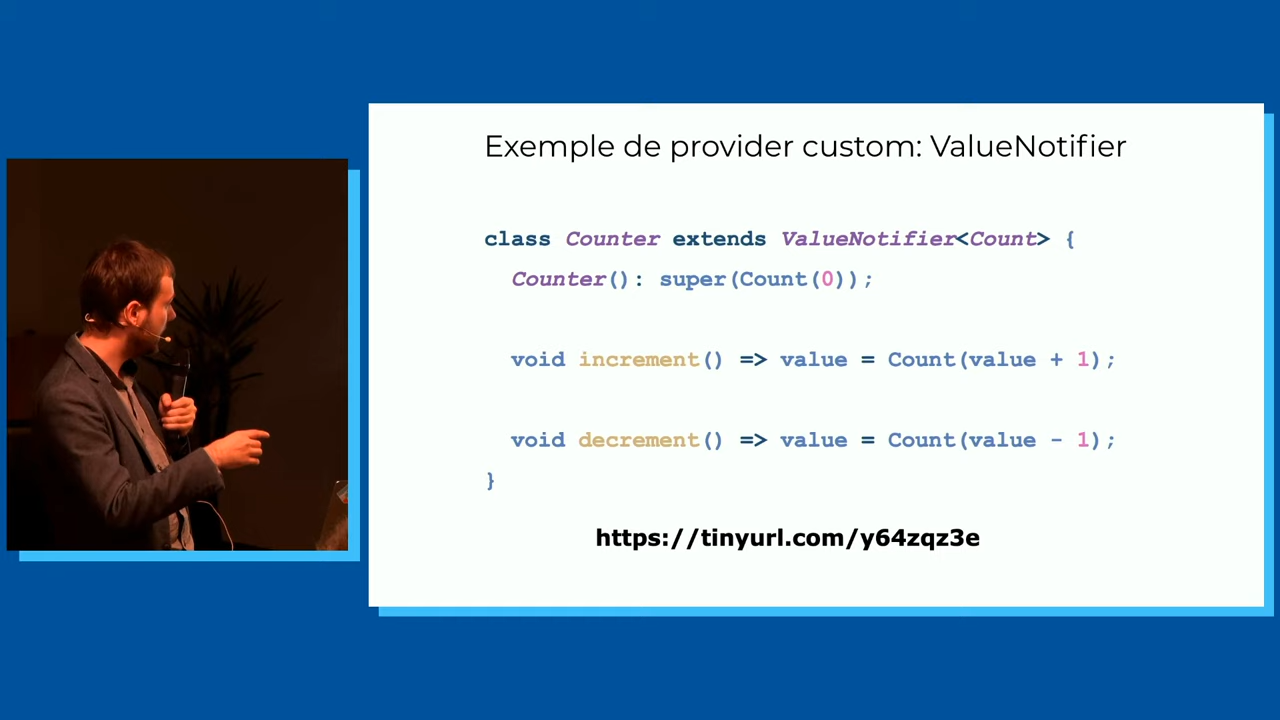 Exemple de provider custom: ValueNotifier
class Counter extends ValueNotifier<Count> {
Counter(): super(Count(0));
void increment() => value = Count(value + 1);
void decrement() => value = Count(value - 1);
}
https://tinyurl.com/y64zqz3e